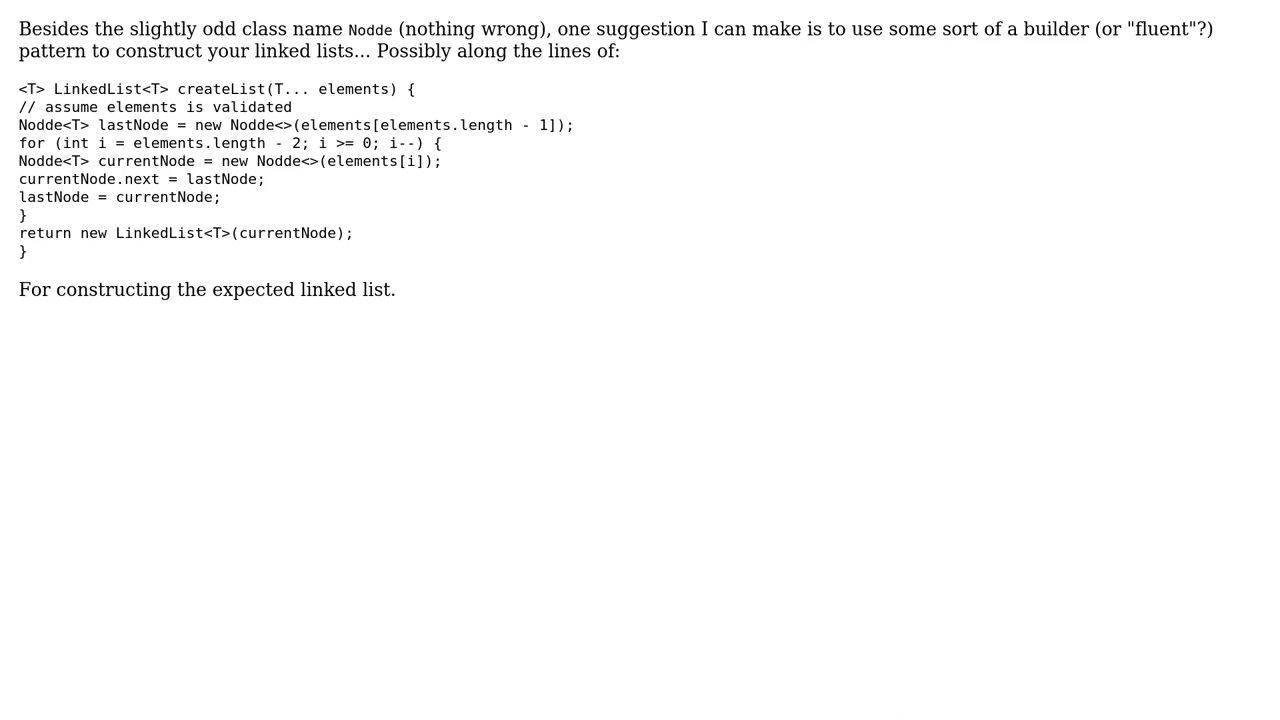 Besides the slightly odd class name Nodde (nothing wrong), one suggestion I can make is to use some sort of a builder (or "fluent"?)
pattern to construct your linked lists... Possibly along the lines of:
<T> LinkedList<T> createList(T... elements) {
// assume elements is validated
Nodde<T> lastNode = new Nodde<>(elements[elements.length - 1]);
for (int i = elements.length - 2; i >= 0; i--) {
Nodde<T> currentNode = new Nodde<>(elements[i]);
currentNode.next = lastNode;
lastNode = currentNode;
}
return new LinkedList<T>(currentNode);
}
For constructing the expected linked list.